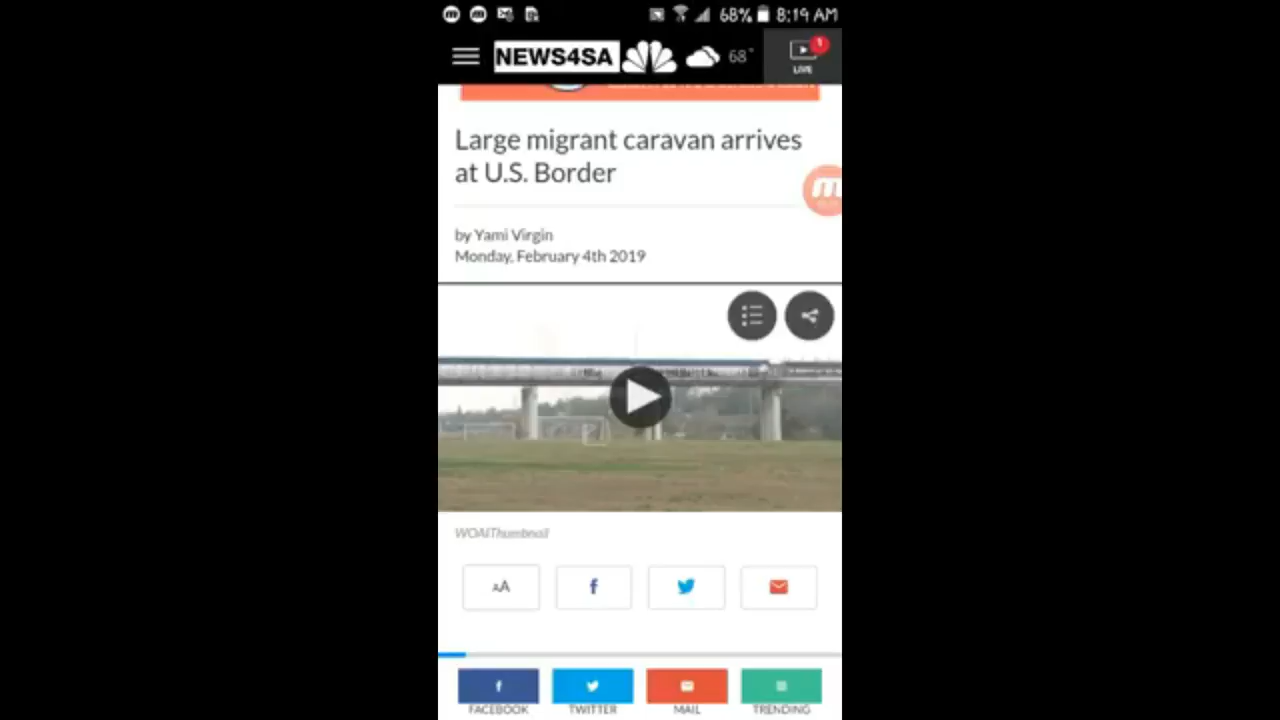 68% 8:19 AM
NEWS4SA 68° 1
LIVE
Large migrant caravan arrives
at U.S. Border
m
by Yami Virgin
Monday, February 4th 2019
WOAIThumbnail
AA
FACEBOOK TWITTER MAIL TRENDING